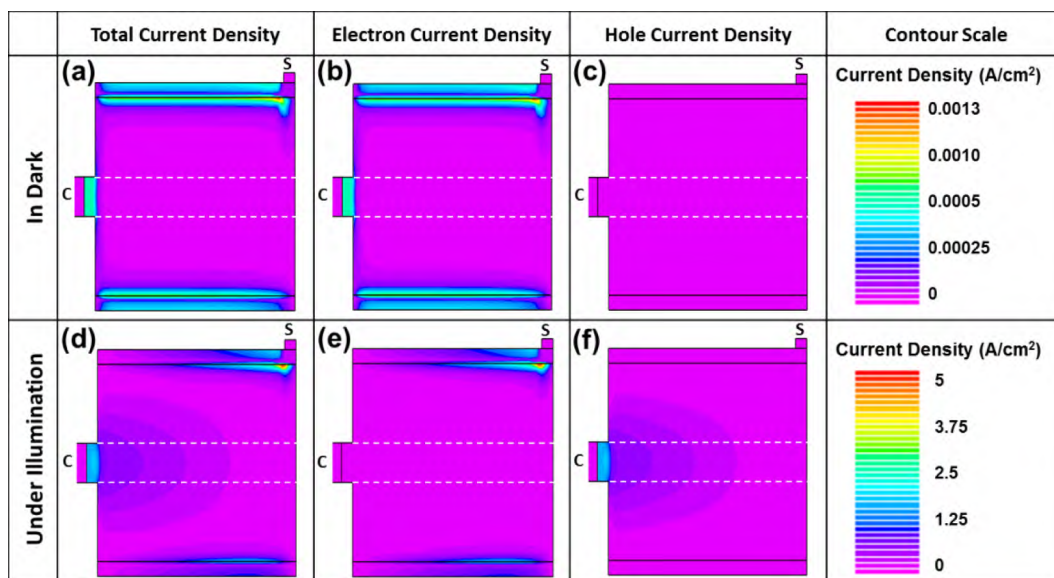 Total Current Density
Electron Current Density
Hole Current Density
Contour Scale
In Dark
(a)
S
C
(b)
S
C
(c)
S
C
Current Density (A/cm²)
0.0013
0.0010
0.0005
0.00025
0
Under Illumination
(d)
S
C
(e)
S
C
(f)
S
C
Current Density (A/cm²)
5
3.75
2.5
1.25
0